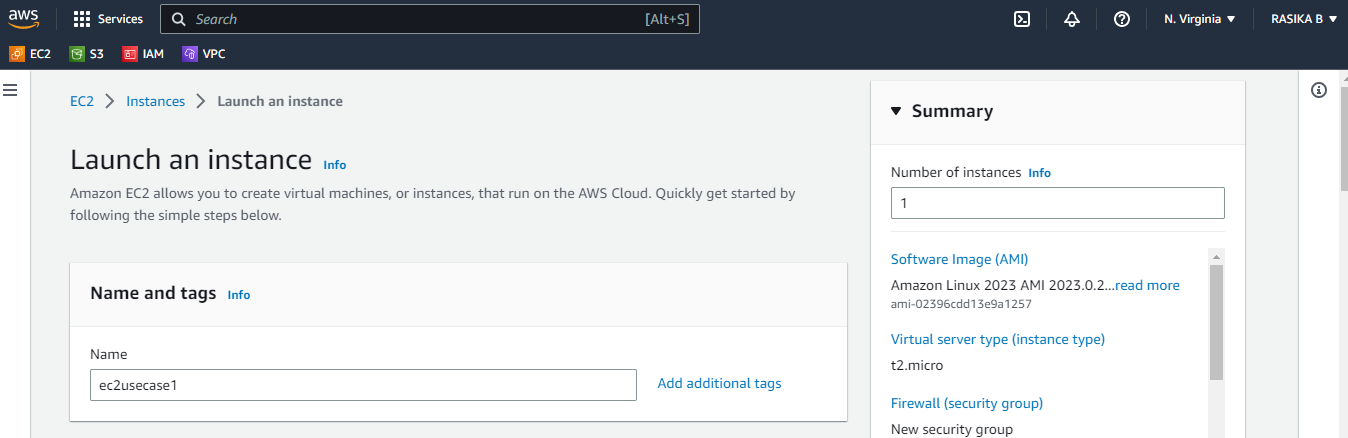 aws Services Search [Alt+S] N. Virginia RASIKA B
EC2 S3 IAM VPC
EC2 Instances Launch an instance
Launch an instance Info
Amazon EC2 allows you to create virtual machines, or instances, that run on the AWS Cloud. Quickly get started by
following the simple steps below.
Name and tags Info
Name
ec2usecase1 Add additional tags
Summary
Number of instances Info
1
Software Image (AMI)
Amazon Linux 2023 AMI 2023.0.2...read more
ami-02396cdd13e9a1257
Virtual server type (instance type)
t2.micro
Firewall (security group)
New security group